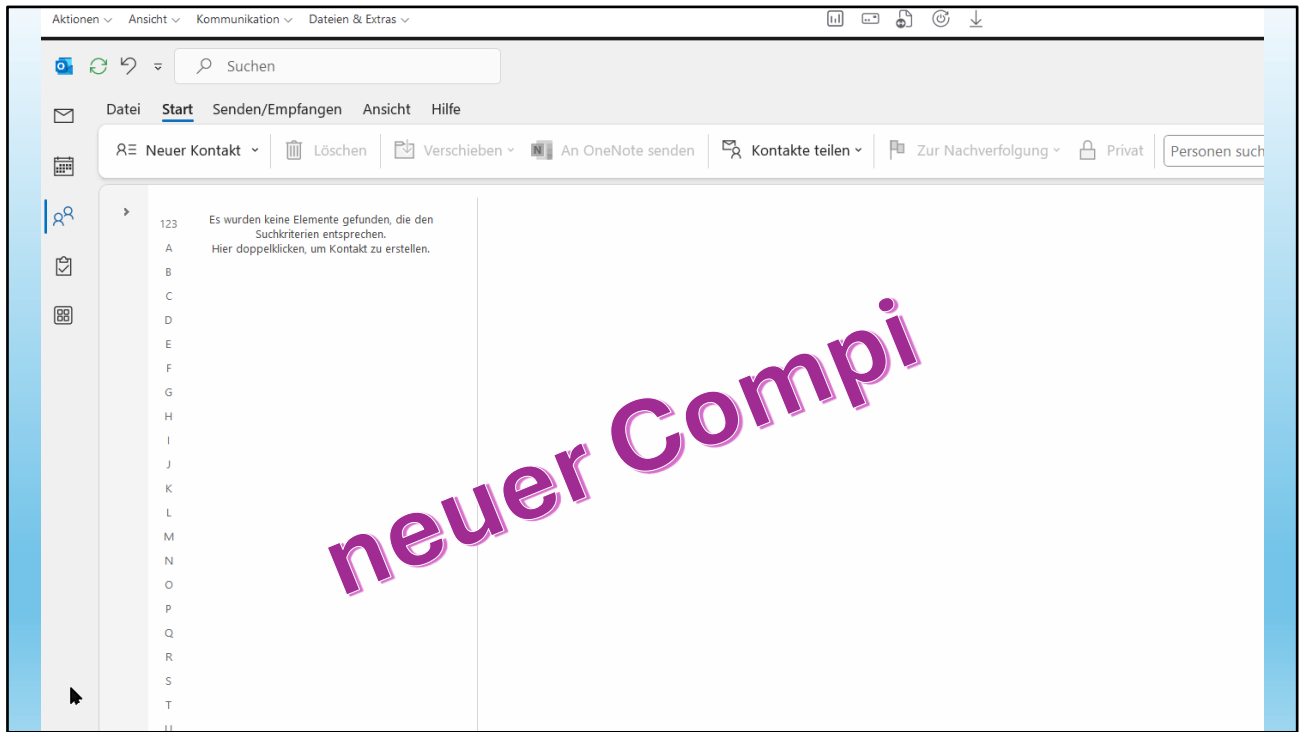 Aktionen Ansicht Kommunikation Dateien & Extras
Suchen
Datei Start Senden/Empfangen Ansicht Hilfe
Neuer Kontakt Löschen Verschieben An OneNote senden Kontakte teilen Zur Nachverfolgung Privat Personen such
123
Es wurden keine Elemente gefunden, die den
Suchkriterien entsprechen.
Hier doppelklicken, um Kontakt zu erstellen.
A
B
C
D
E
F
G
H
I
J
K
L
M
N
O
P
Q
R
S
T
U
neuer Compi